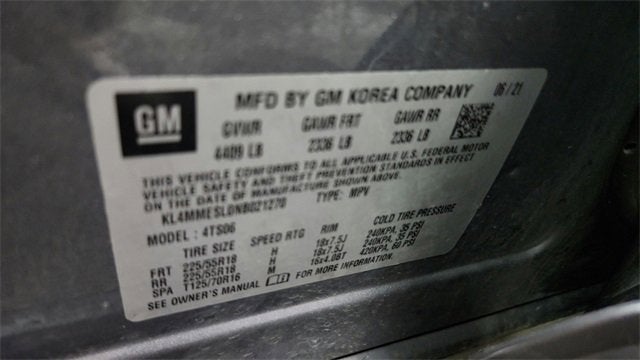 GM
MFD BY GM KOREA COMPANY 06/21
GVWR GAWR FRT GAWR RR
4409 LB 2336 LB 2336 LB
THIS VEHICLE CONFORMS TO ALL APPLICABLE U.S. FEDERAL MOTOR
VEHICLE SAFETY AND THEFT PREVENTION STANDARDS IN EFFECT
ON THE DATE OF MANUFACTURE SHOWN ABOVE.
KL4MMESL0NB021270 TYPE: MPV
MODEL: 4TS06
TIRE SIZE SPEED RTG RIM COLD TIRE PRESSURE
FRT 225/55R18 H 18x7.5J 240KPA, 35 PSI
RR 225/55R18 H 18x7.5J 240KPA, 35 PSI
SPA T125/70R16 M 16x4.0BT 420KPA, 60 PSI
SEE OWNER'S MANUAL FOR MORE INFORMATION.